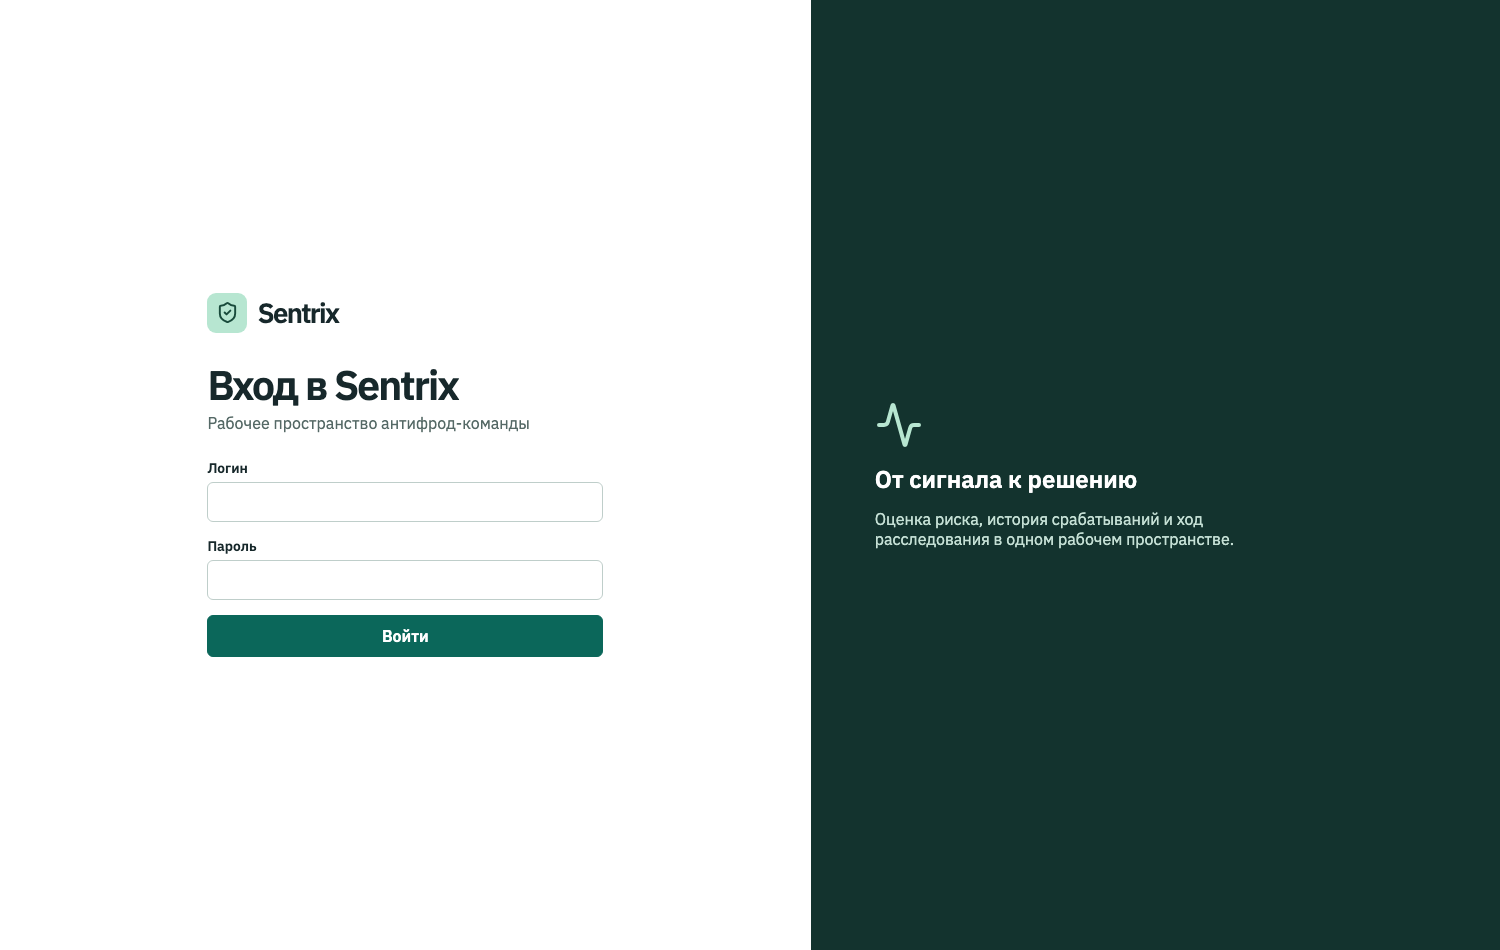 Sentrix
Вход в Sentrix
Рабочее пространство антифрод-команды
Логин
Пароль
Войти
От сигнала к решению
Оценка риска, история срабатываний и ход
расследования в одном рабочем пространстве.